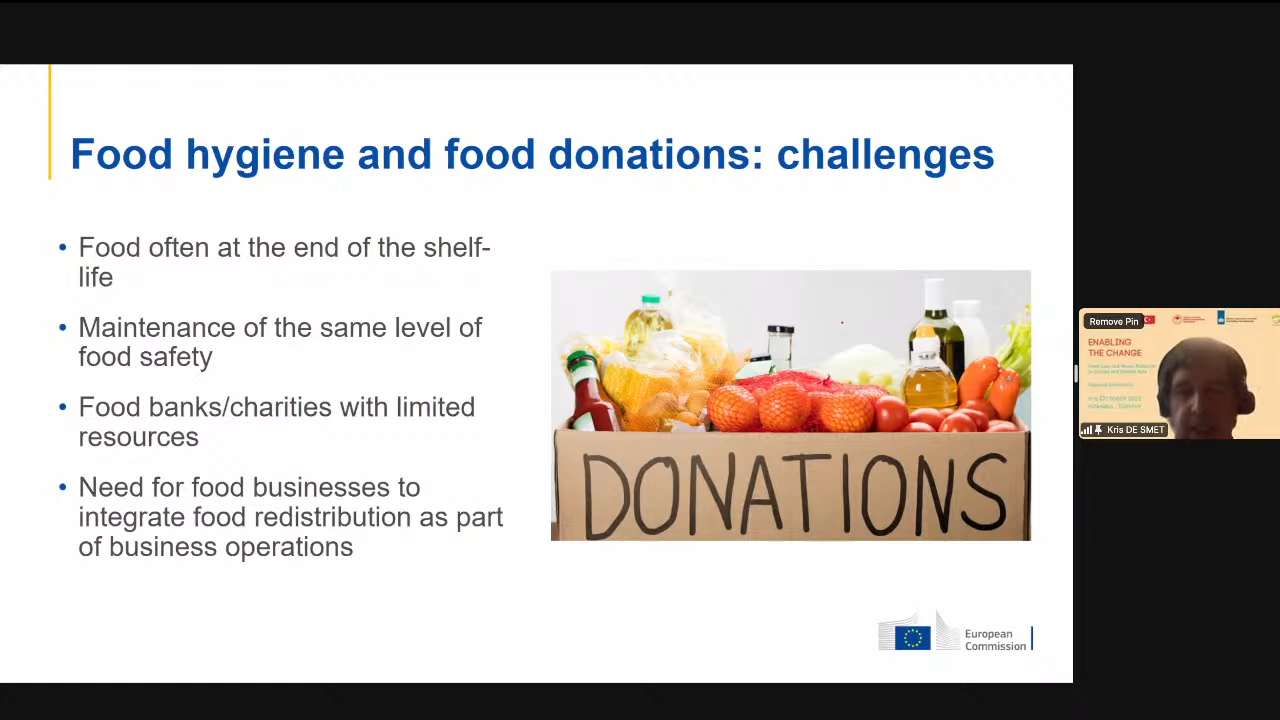 Food hygiene and food donations: challenges
• Food often at the end of the shelf-
life
• Maintenance of the same level of
food safety
• Food banks/charities with limited
resources
• Need for food businesses to
integrate food redistribution as part
of business operations
DONATIONS
European
Commission
Remove Pin
ENABLING
THE CHANGE
Kris DE SMET